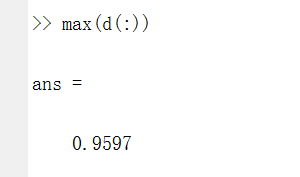 >> max(d(:))
ans =
0.9597